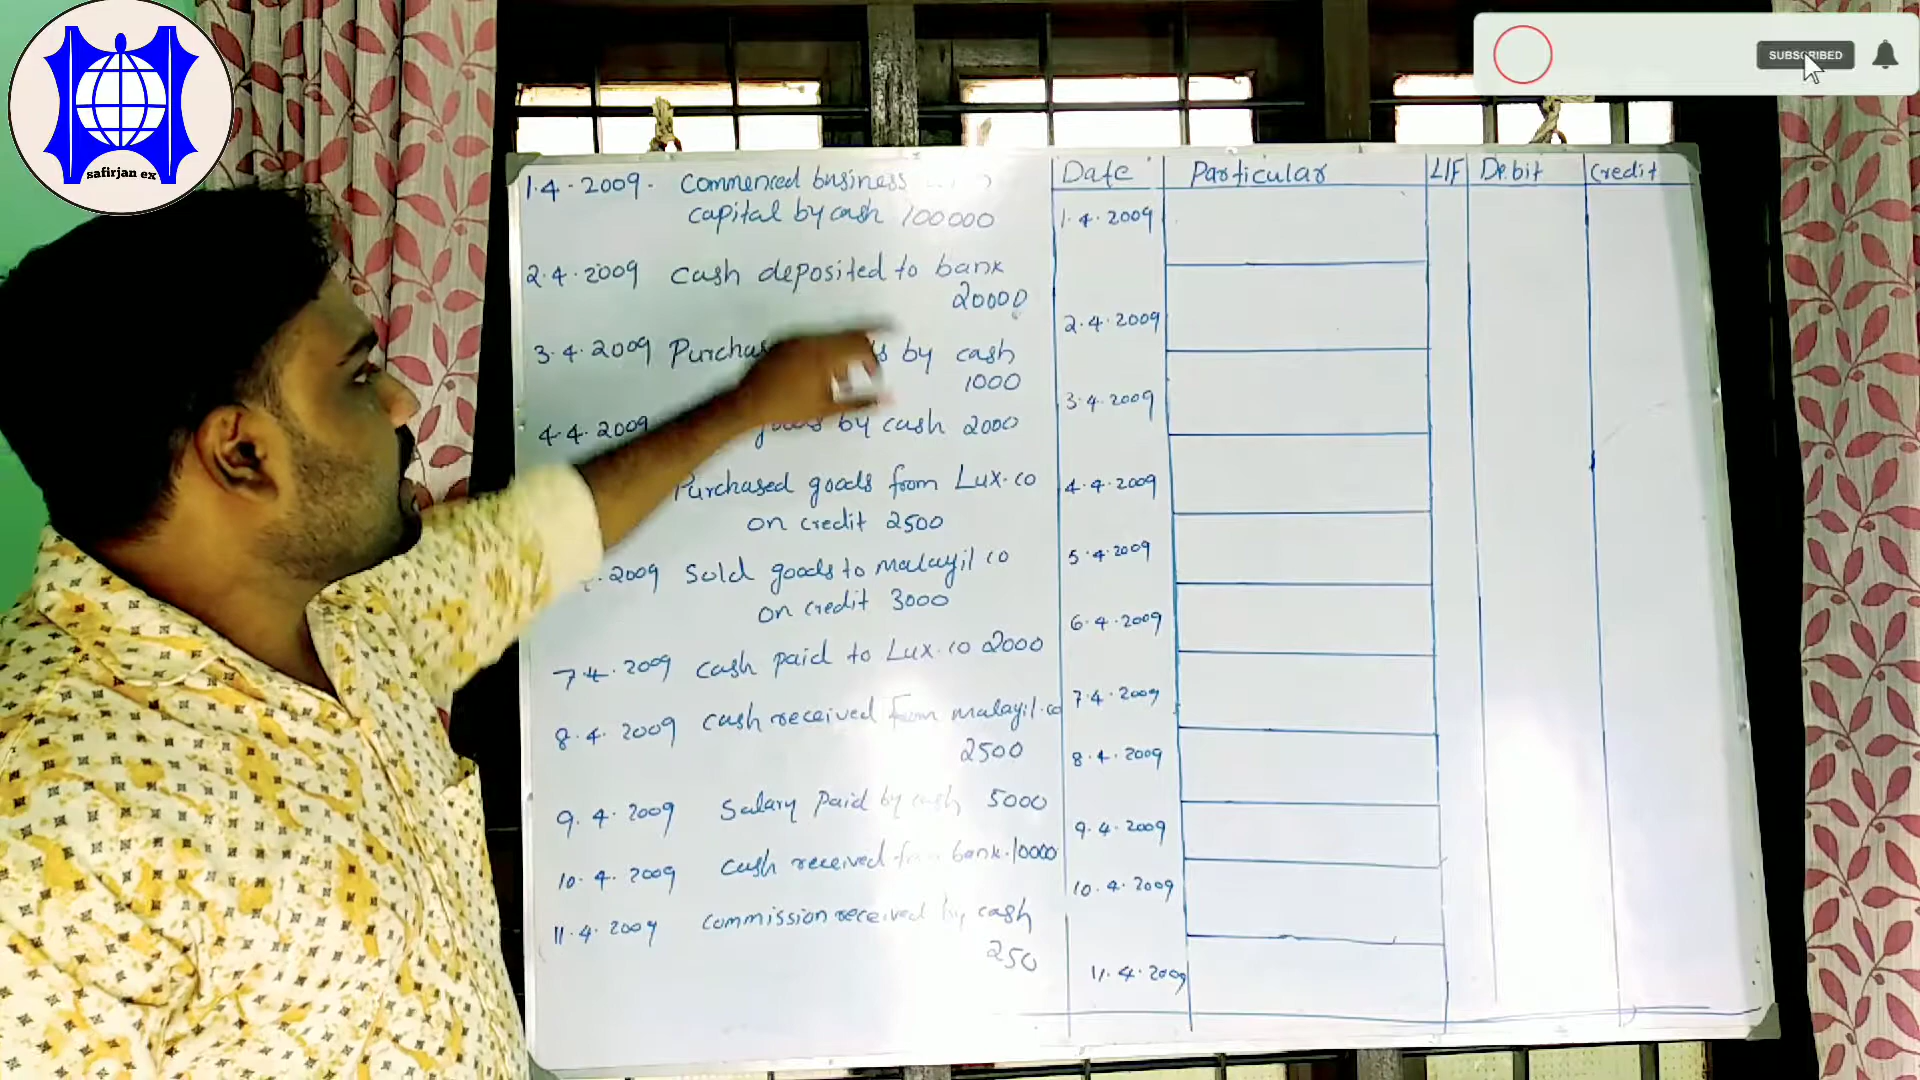 safirjan ex
SUBSCRIBED
1.4.2009. Commenced business
capital by cash 100000
2.4.2009 Cash deposited to bank
20000
3.4.2009 by cash
1000
4.4.2009 goods by cash 2000
Purchased goods from Lux.co
on credit 2500
2009 Sold goods to malayil co
on credit 3000
7.4.2009 Cash paid to Lux.co 2000
8.4.2009 Cash received From malayil.co
2500
9.4.2009 Salary Paid by cash 5000
10.4.2009 Cash received from bank.10000
11.4.2009 commission received by cash
250
Date Particular L/F Debit Credit
1.4.2009
2.4.2009
3.4.2009
4.4.2009
5.4.2009
6.4.2009
7.4.2009
8.4.2009
9.4.2009
10.4.2009
11.4.2009